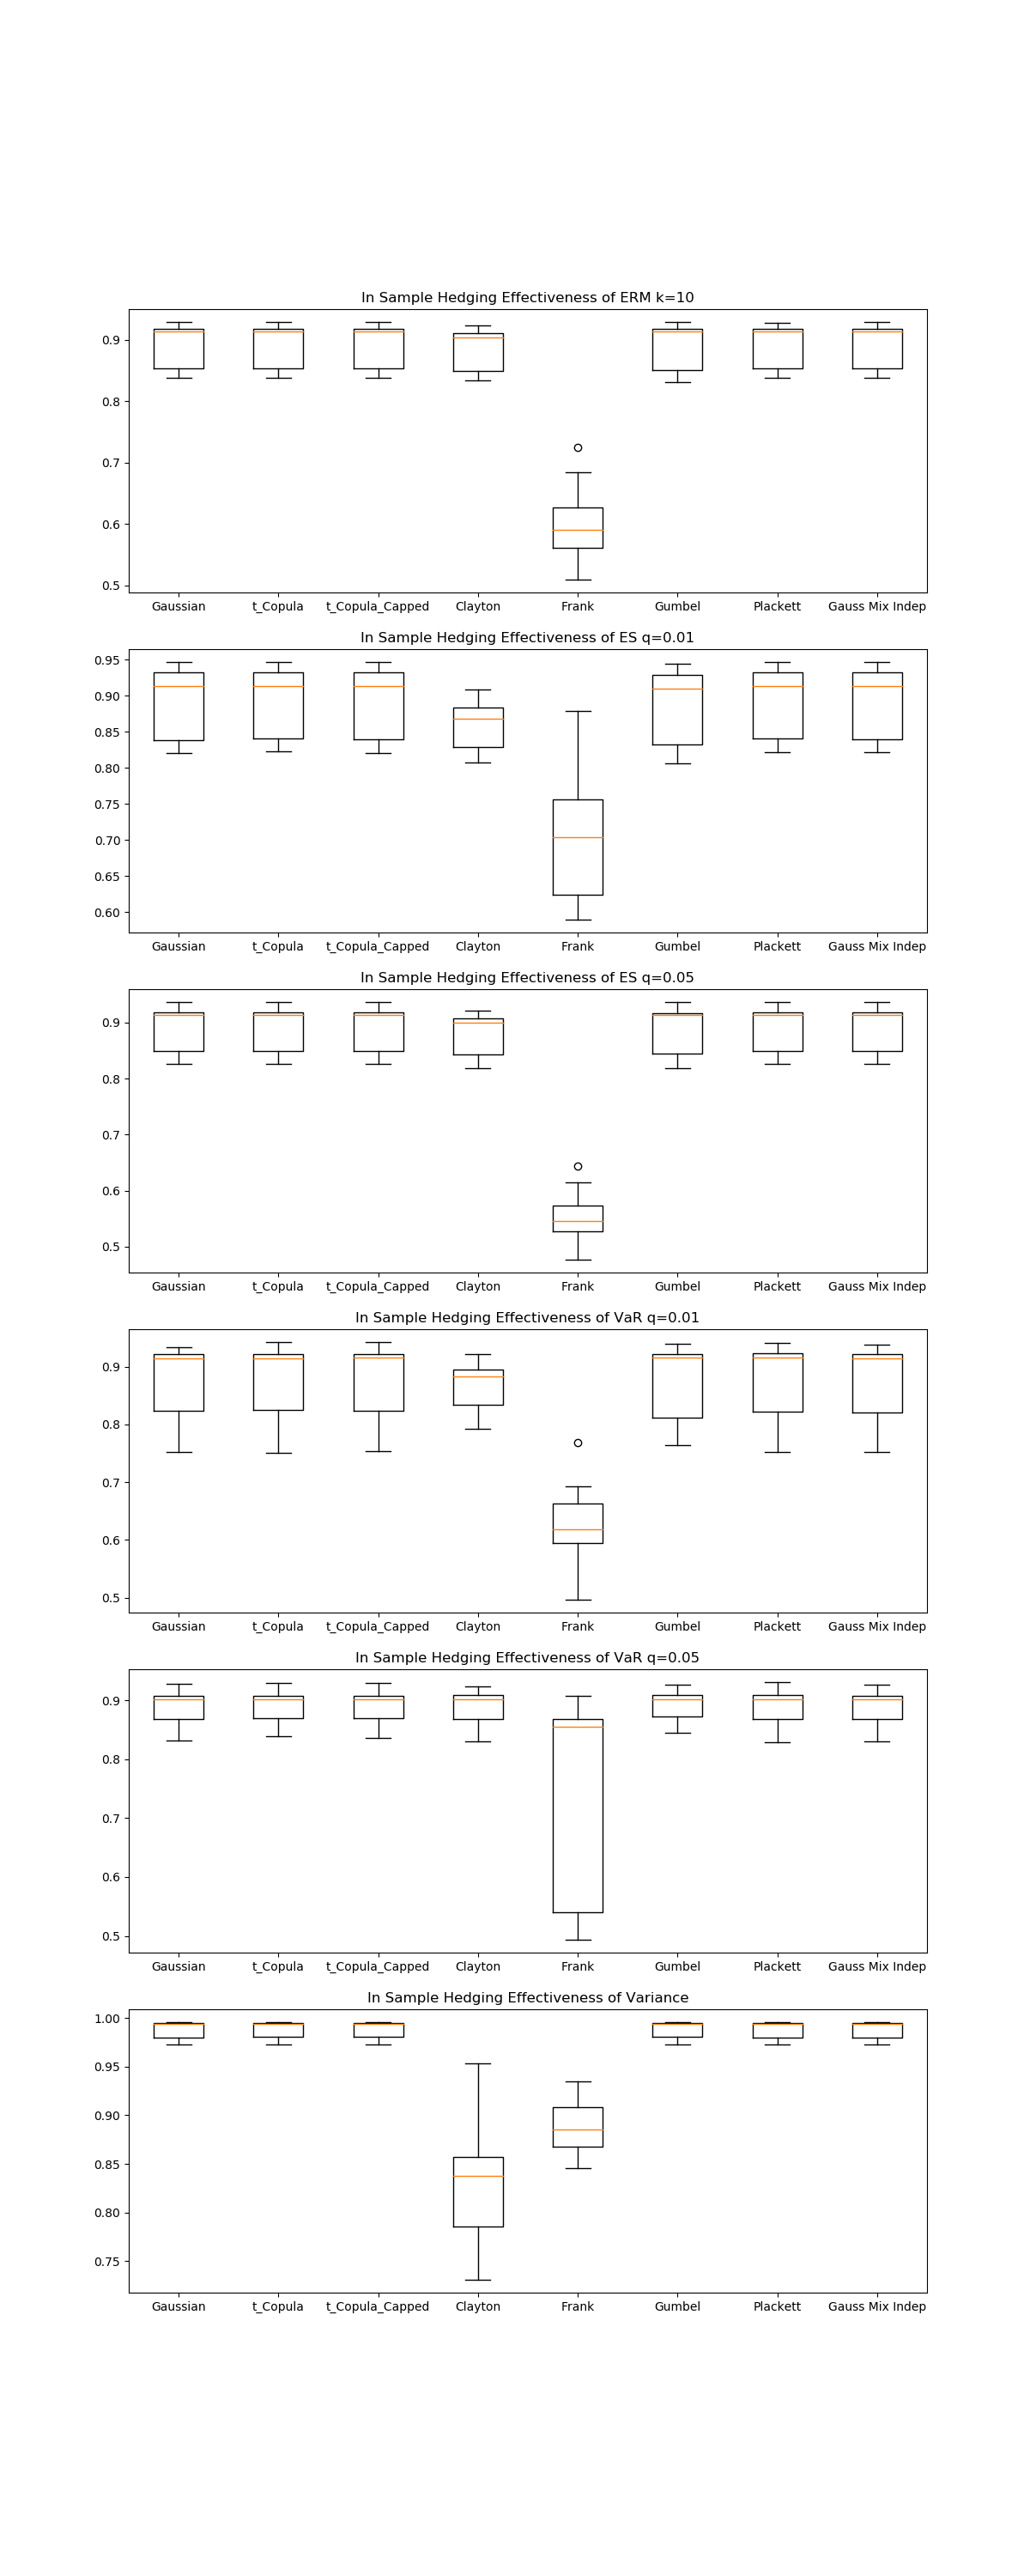 In Sample Hedging Effectiveness of ERM k=10
0.9
0.8
0.7
0.6
0.5
Gaussian t_Copula t_Copula_Capped Clayton Frank Gumbel Plackett Gauss Mix Indep
In Sample Hedging Effectiveness of ES q=0.01
0.95
0.90
0.85
0.80
0.75
0.70
0.65
0.60
Gaussian t_Copula t_Copula_Capped Clayton Frank Gumbel Plackett Gauss Mix Indep
In Sample Hedging Effectiveness of ES q=0.05
0.9
0.8
0.7
0.6
0.5
Gaussian t_Copula t_Copula_Capped Clayton Frank Gumbel Plackett Gauss Mix Indep
In Sample Hedging Effectiveness of VaR q=0.01
0.9
0.8
0.7
0.6
0.5
Gaussian t_Copula t_Copula_Capped Clayton Frank Gumbel Plackett Gauss Mix Indep
In Sample Hedging Effectiveness of VaR q=0.05
0.9
0.8
0.7
0.6
0.5
Gaussian t_Copula t_Copula_Capped Clayton Frank Gumbel Plackett Gauss Mix Indep
In Sample Hedging Effectiveness of Variance
1.00
0.95
0.90
0.85
0.80
0.75
Gaussian t_Copula t_Copula_Capped Clayton Frank Gumbel Plackett Gauss Mix Indep